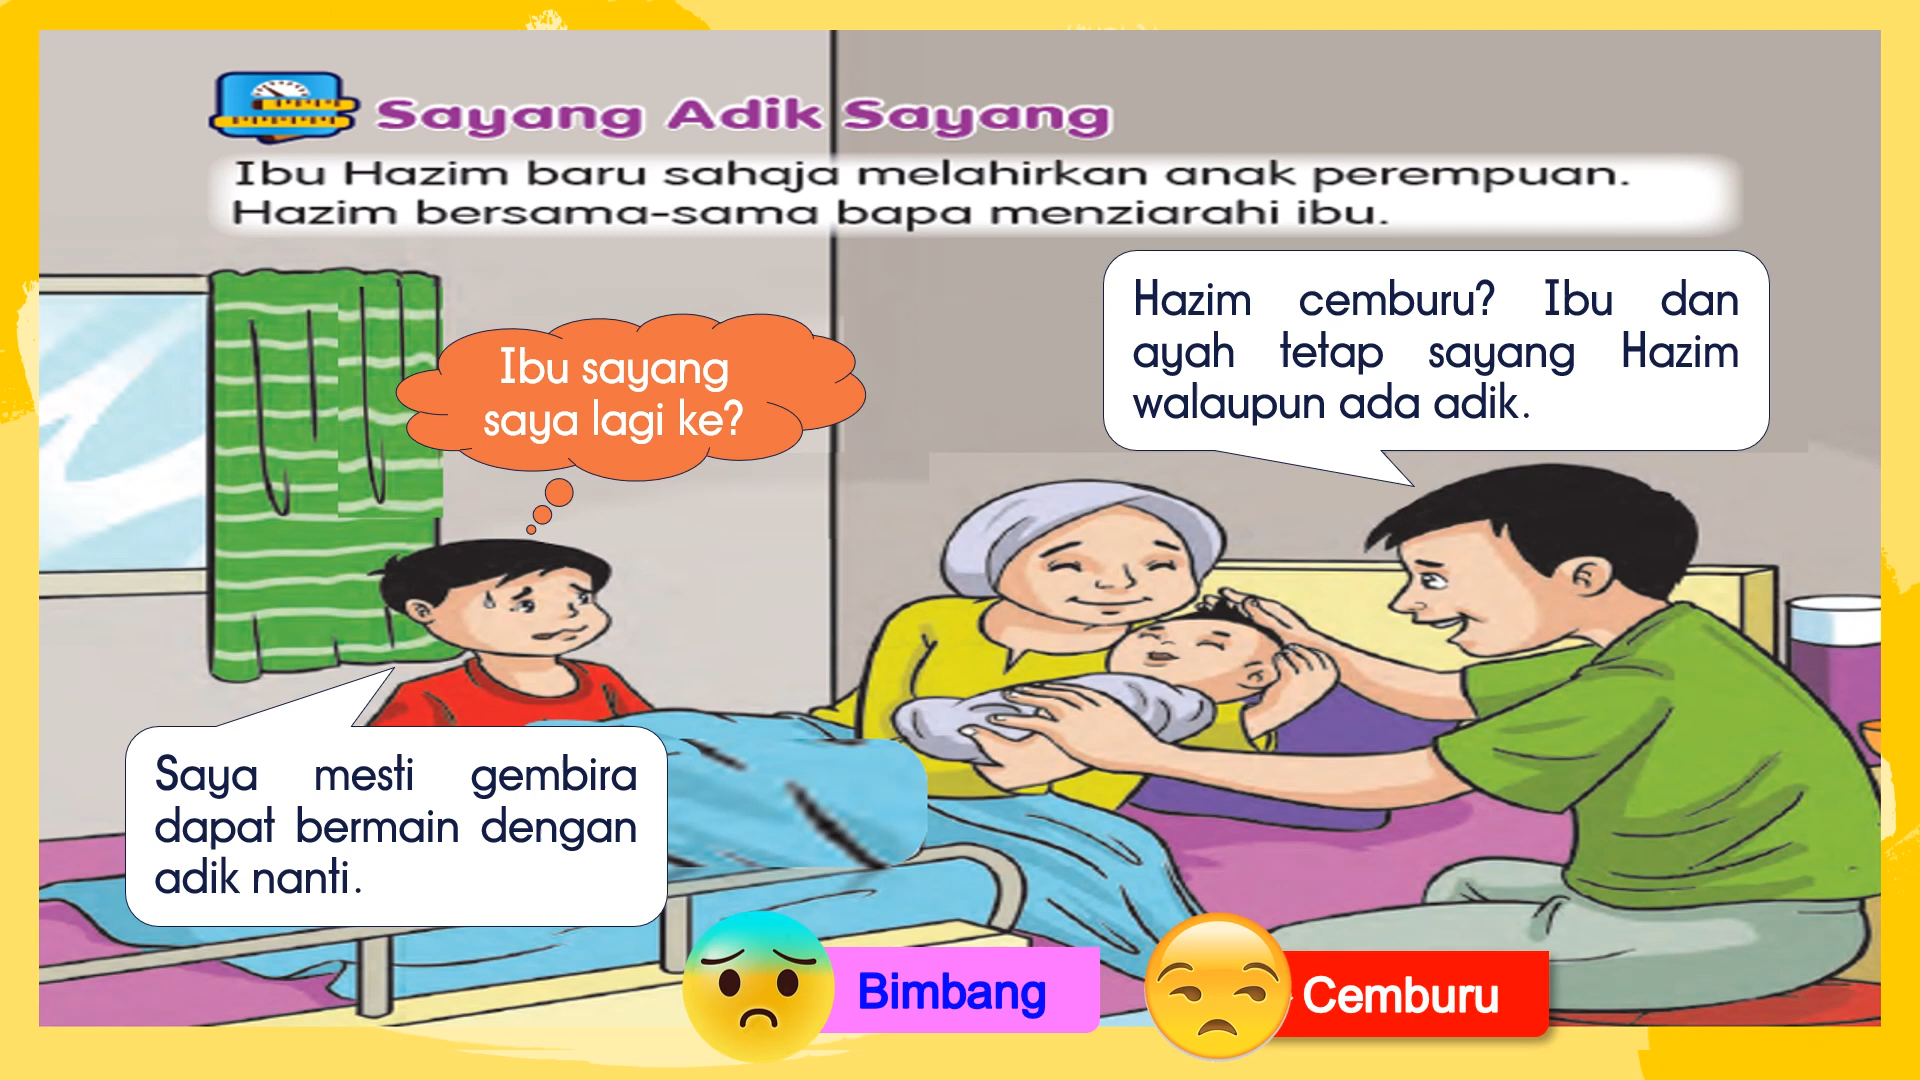 Sayang Adik Sayang
Ibu Hazim baru sahaja melahirkan anak perempuan.
Hazim bersama-sama bapa menziarahi ibu.
Hazim cemburu? Ibu dan
ayah tetap sayang Hazim
walaupun ada adik.
Ibu sayang
saya lagi ke?
Saya mesti gembira
dapat bermain dengan
adik nanti.
Bimbang
Cemburu